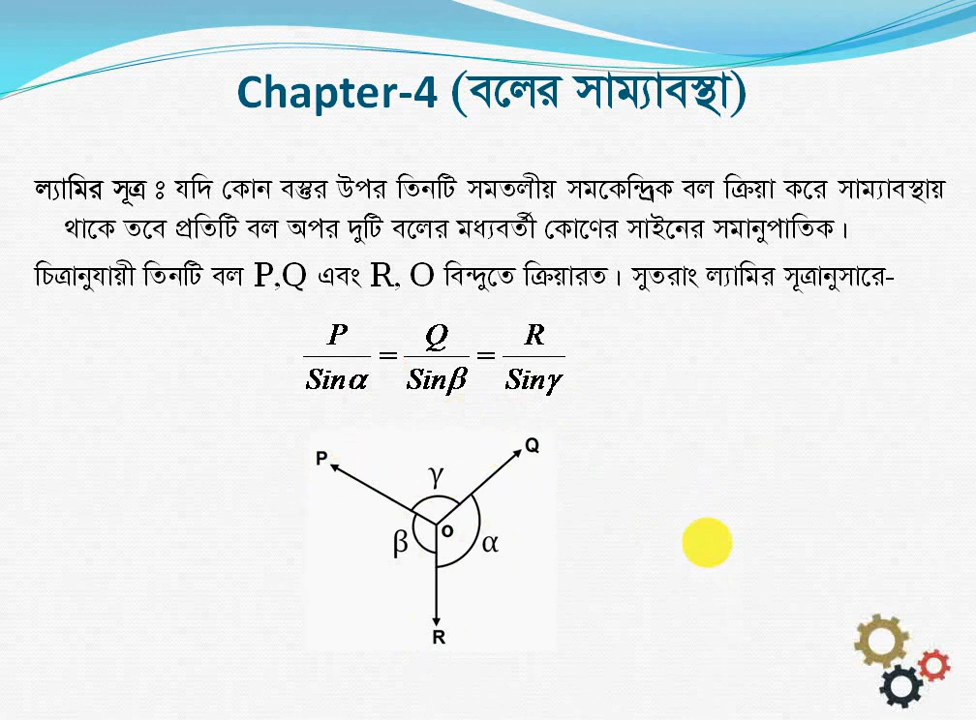 Chapter-4 (বলের সাম্যাবস্থা)
ল্যামির সূত্র ঃ যদি কোন বস্তুর উপর তিনটি সমতলীয় সমকেন্দ্রিক বল ক্রিয়া করে সাম্যাবস্থায়
থাকে তবে প্রতিটি বল অপর দুটি বলের মধ্যবর্তী কোণের সাইনের সমানুপাতিক।
চিত্রানুযায়ী তিনটি বল P,Q এবং R, O বিন্দুতে ক্রিয়ারত। সুতরাং ল্যামির সূত্রানুসারে-
P/Sinα = Q/Sinβ = R/Sinγ
P Q
γ
O
β α
R